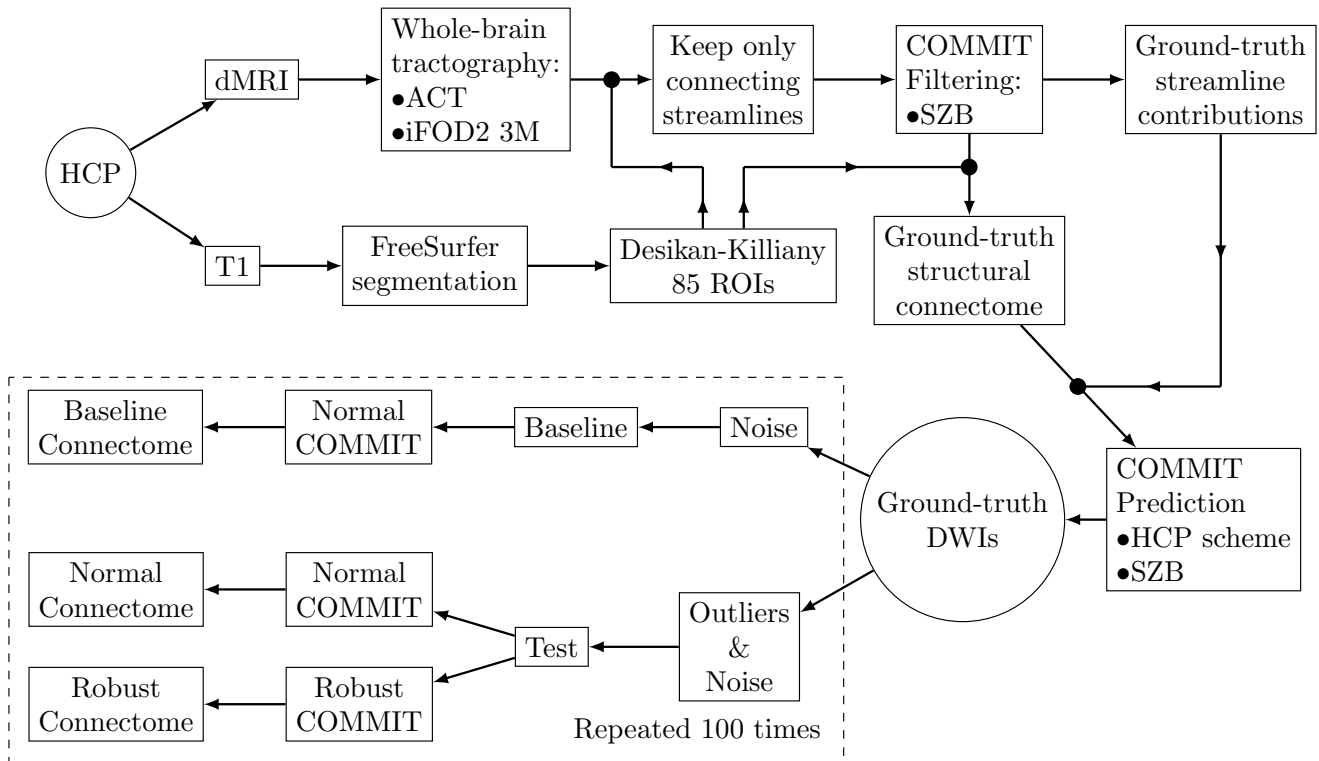 HCP
dMRI
T1
Whole-brain
tractography:
●ACT
●iFOD2 3M
FreeSurfer
segmentation
Desikan-Killiany
85 ROIs
Keep only
connecting
streamlines
COMMIT
Filtering:
●SZB
Ground-truth
streamline
contributions
Ground-truth
structural
connectome
COMMIT
Prediction
●HCP scheme
●SZB
Ground-truth
DWIs
Noise
Baseline
Normal
COMMIT
Baseline
Connectome
Outliers
&
Noise
Test
Normal
COMMIT
Normal
Connectome
Robust
COMMIT
Robust
Connectome
Repeated 100 times